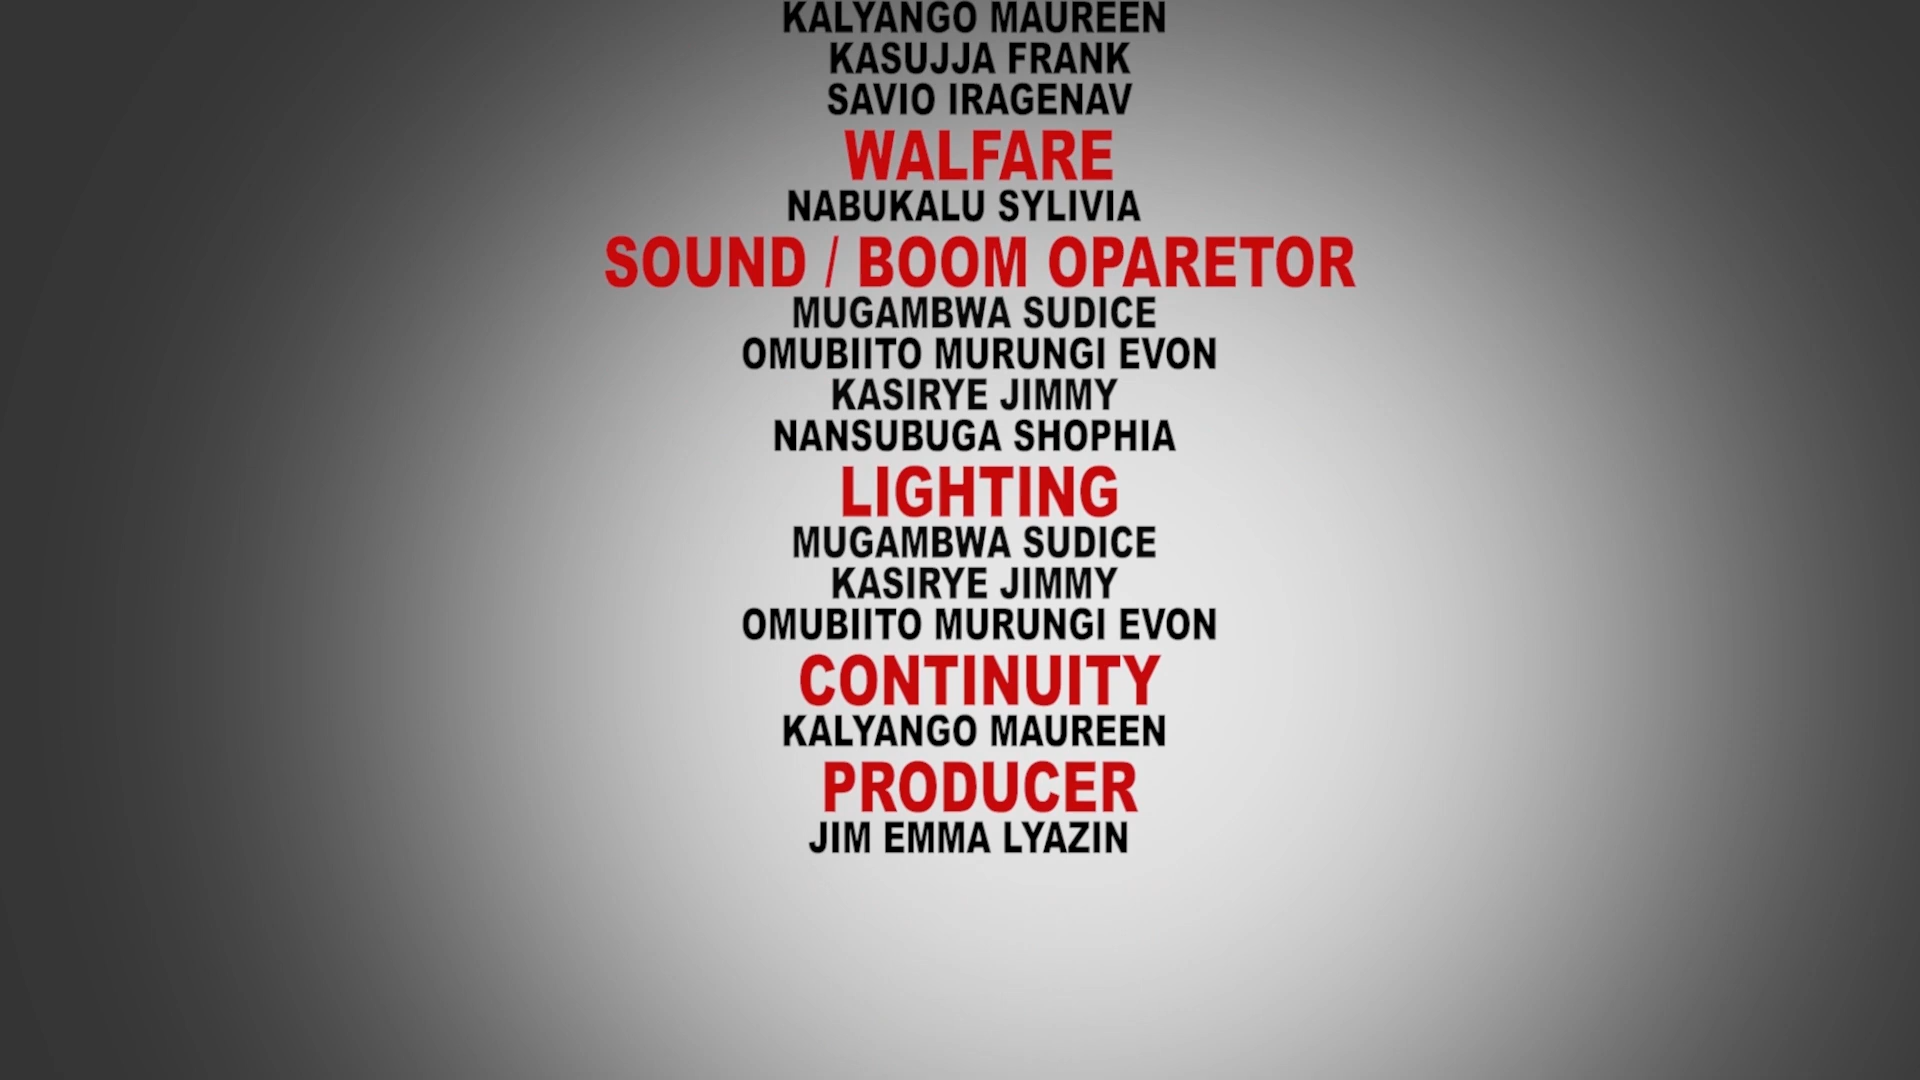 KALYANGO MAUREEN
KASUJJA FRANK
SAVIO IRAGENAV
WALFARE
NABUKALU SYLIVIA
SOUND / BOOM OPARETOR
MUGAMBWA SUDICE
OMUBIITO MURUNGI EVON
KASIRYE JIMMY
NANSUBUGA SHOPHIA
LIGHTING
MUGAMBWA SUDICE
KASIRYE JIMMY
OMUBIITO MURUNGI EVON
CONTINUITY
KALYANGO MAUREEN
PRODUCER
JIM EMMA LYAZIN